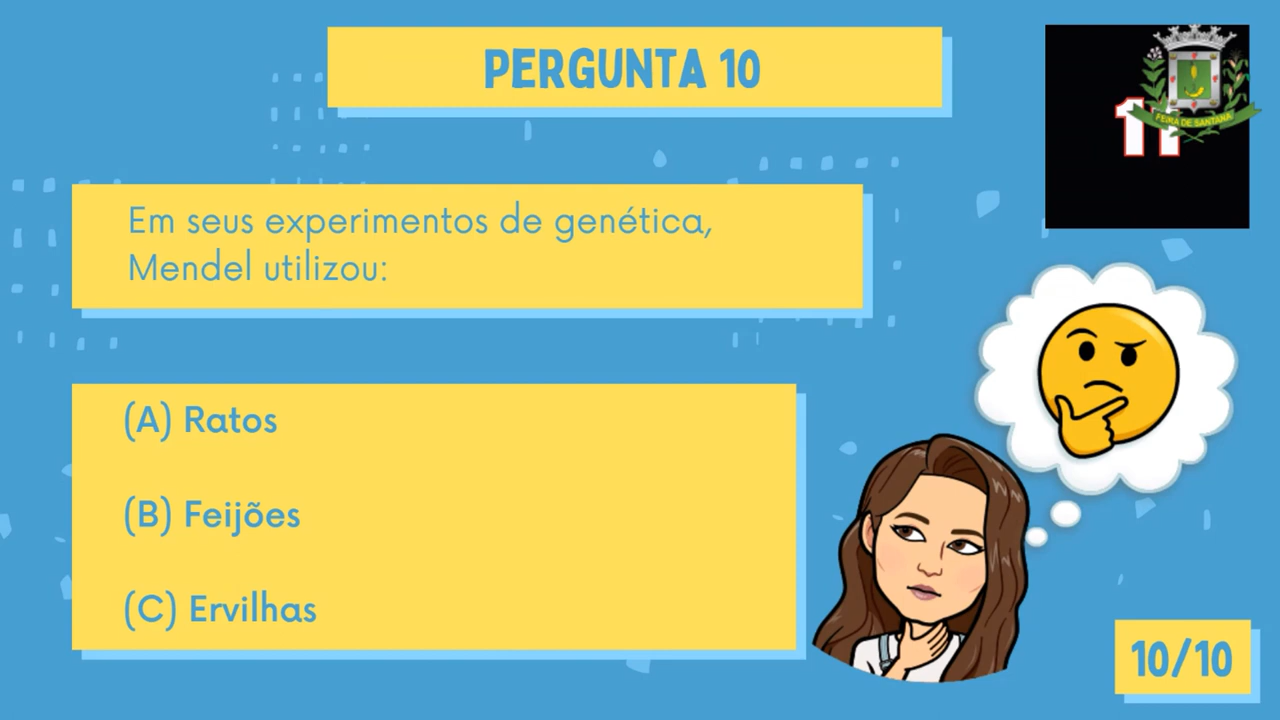 PERGUNTA 10
FEIRA DE SANTANA
Em seus experimentos de genética,
Mendel utilizou:
(A) Ratos
(B) Feijões
(C) Ervilhas
10/10